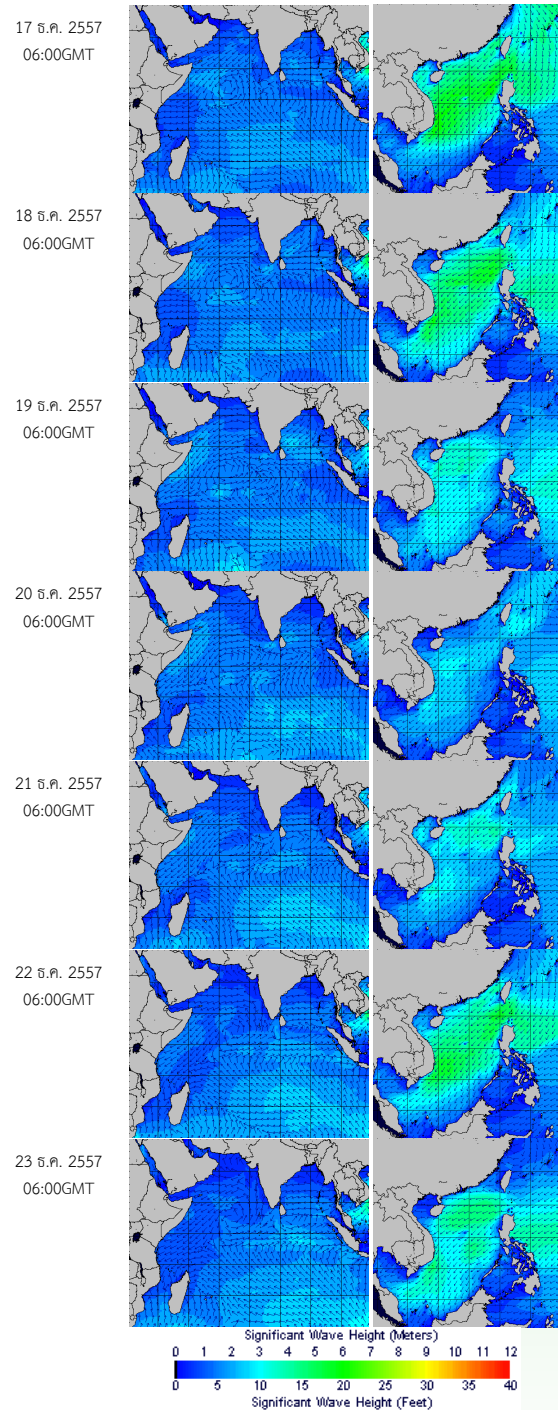 17 ธ.ค. 2557
06:00GMT
18 ธ.ค. 2557
06:00GMT
19 ธ.ค. 2557
06:00GMT
20 ธ.ค. 2557
06:00GMT
21 ธ.ค. 2557
06:00GMT
22 ธ.ค. 2557
06:00GMT
23 ธ.ค. 2557
06:00GMT
Significant Wave Height (Meters)
0 1 2 3 4 5 6 7 8 9 10 11 12
0 5 10 15 20 25 30 35 40
Significant Wave Height (Feet)